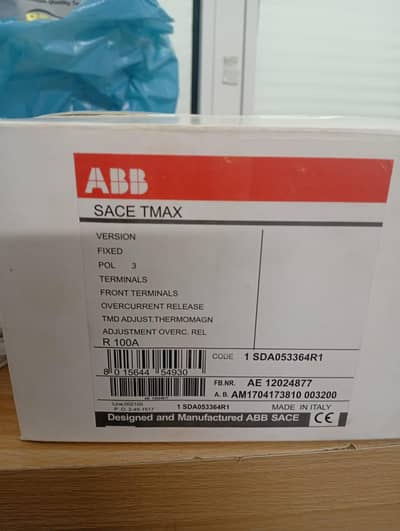 ABB
SACE TMAX
VERSION
FIXED
POL 3
TERMINALS
FRONT TERMINALS
OVERCURRENT RELEASE
TMD ADJUST.THERMOMAGN
ADJUSTMENT OVERC. REL
R 100A
CODE 1 SDA053364R1
8 015644 549305
FB.NR. AE 12024877
A. B. AM1704173810 003200
1 SDA053364R1 MADE IN ITALY
Designed and Manufactured ABB SACE CE